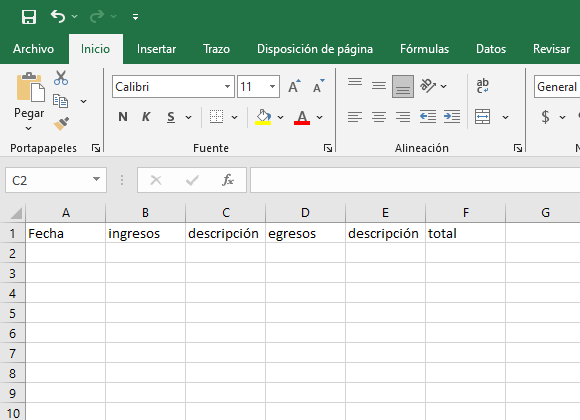 Archivo Inicio Insertar Trazo Disposición de página Fórmulas Datos Revisar
Calibri 11 A A ab General
Pegar N K S A $
Portapapeles Fuente Alineación N
C2 fx
A B C D E F G
1 Fecha ingresos descripción egresos descripción total
2
3
4
5
6
7
8
9
10